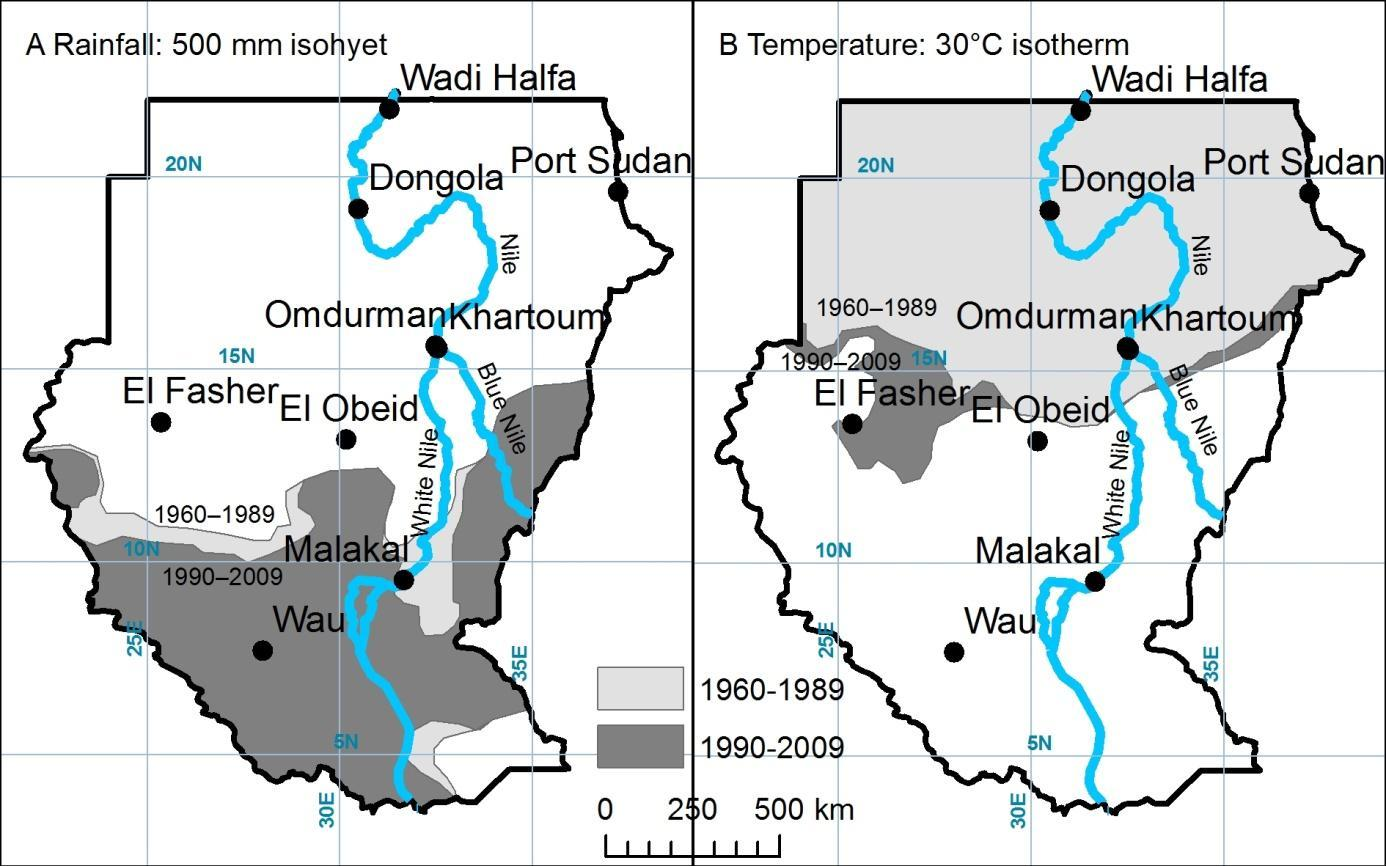 A Rainfall: 500 mm isohyet
Wadi Halfa
20N
Port Sudan
Dongola
Nile
Omdurman
Khartoum
15N
Blue Nile
El Fasher
El Obeid
White Nile
1960–1989
10N
Malakal
1990–2009
Wau
25E
35E
5N
30E
1960-1989
1990-2009
0 250 500 km
B Temperature: 30°C isotherm
Wadi Halfa
20N
Port Sudan
Dongola
Nile
1960–1989
Omdurman
Khartoum
1990–2009
15N
Blue Nile
El Fasher
El Obeid
White Nile
10N
Malakal
Wau
25E
35E
5N
30E